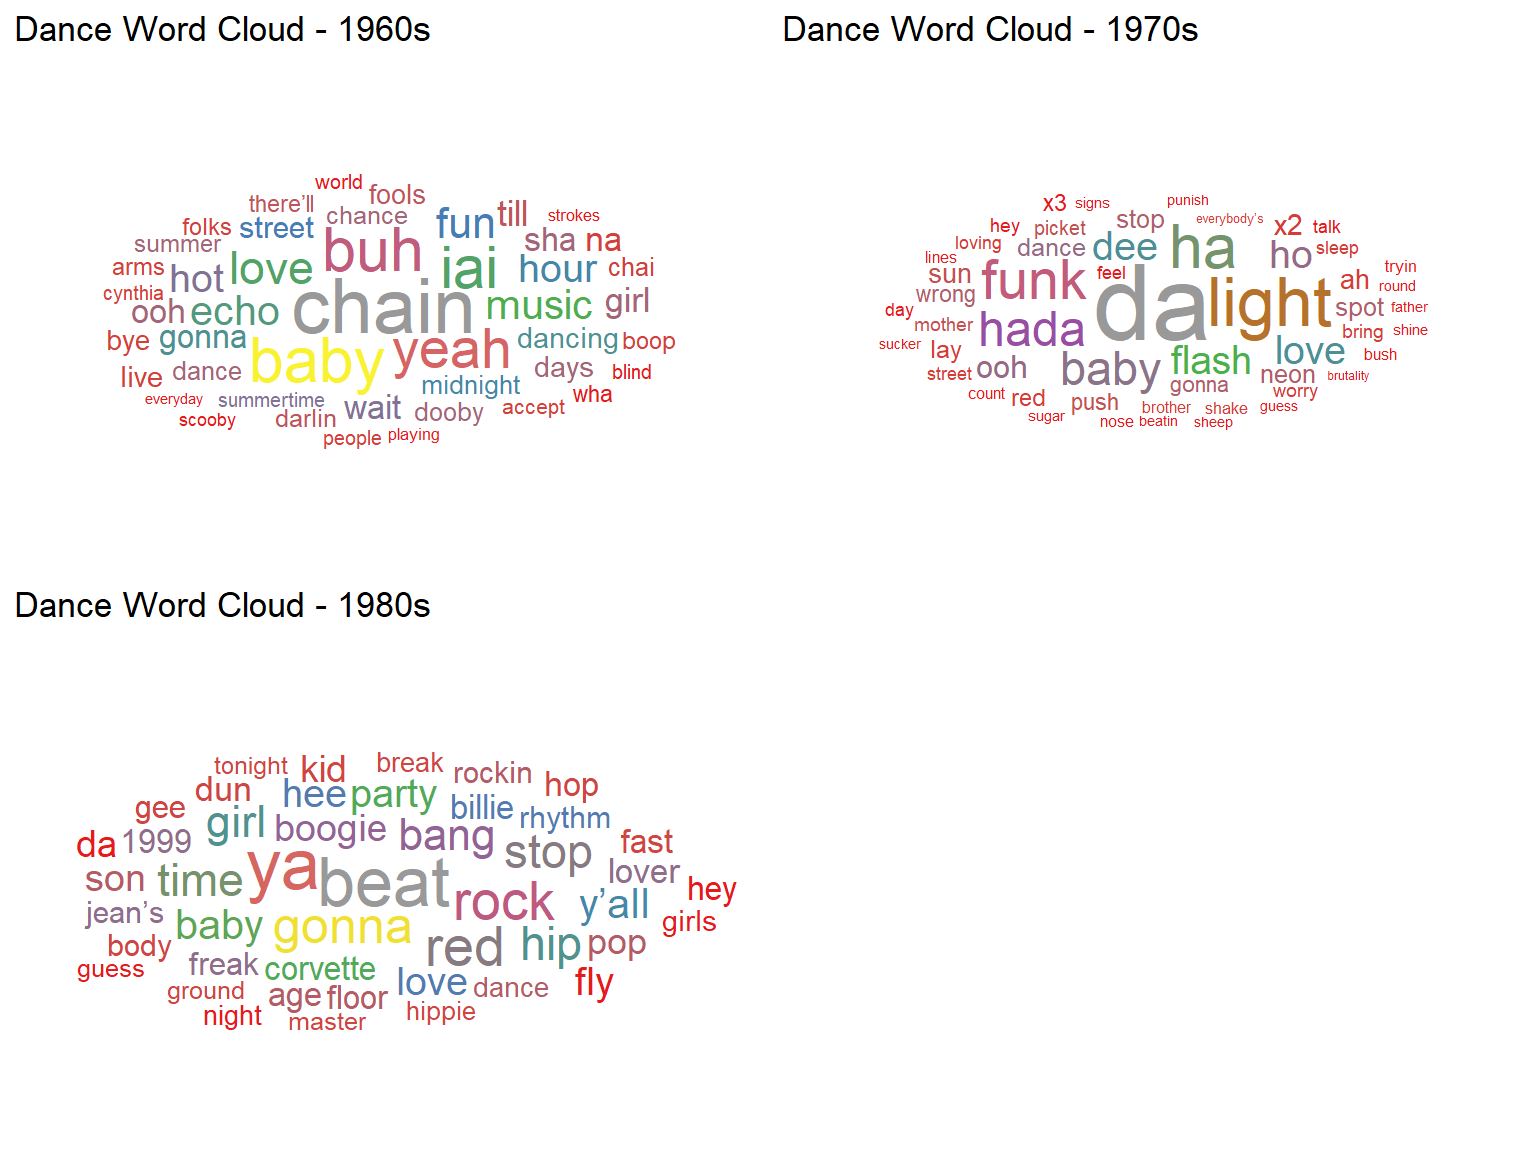 Dance Word Cloud - 1960s
world
there’ll fools
folks street chance fun till strokes
summer buh sha na
arms hot love iai hour chai
cynthia ooh echo chain music girl
bye gonna baby yeah dancing boop
live dance midnight days blind
everyday summertime wait dooby accept wha
scooby darlin people playing
Dance Word Cloud - 1970s
x3 signs punish
hey picket stop everybody’s x2 talk
loving dance dee ha ho sleep
lines sun funk feel ah tryin
wrong da light spot round
day mother hada bring father
sucker lay flash love shine
street ooh baby gonna neon bush
count red push worry brutality
sugar nose beatin brother shake sheep guess
Dance Word Cloud - 1980s
tonight kid break rockin
gee dun hee party billie hop
da 1999 girl boogie bang rhythm fast
son time ya beat stop lover
jean’s baby gonna rock y’all hey
body red hip pop girls
guess freak corvette love dance fly
ground age floor hippie
night master